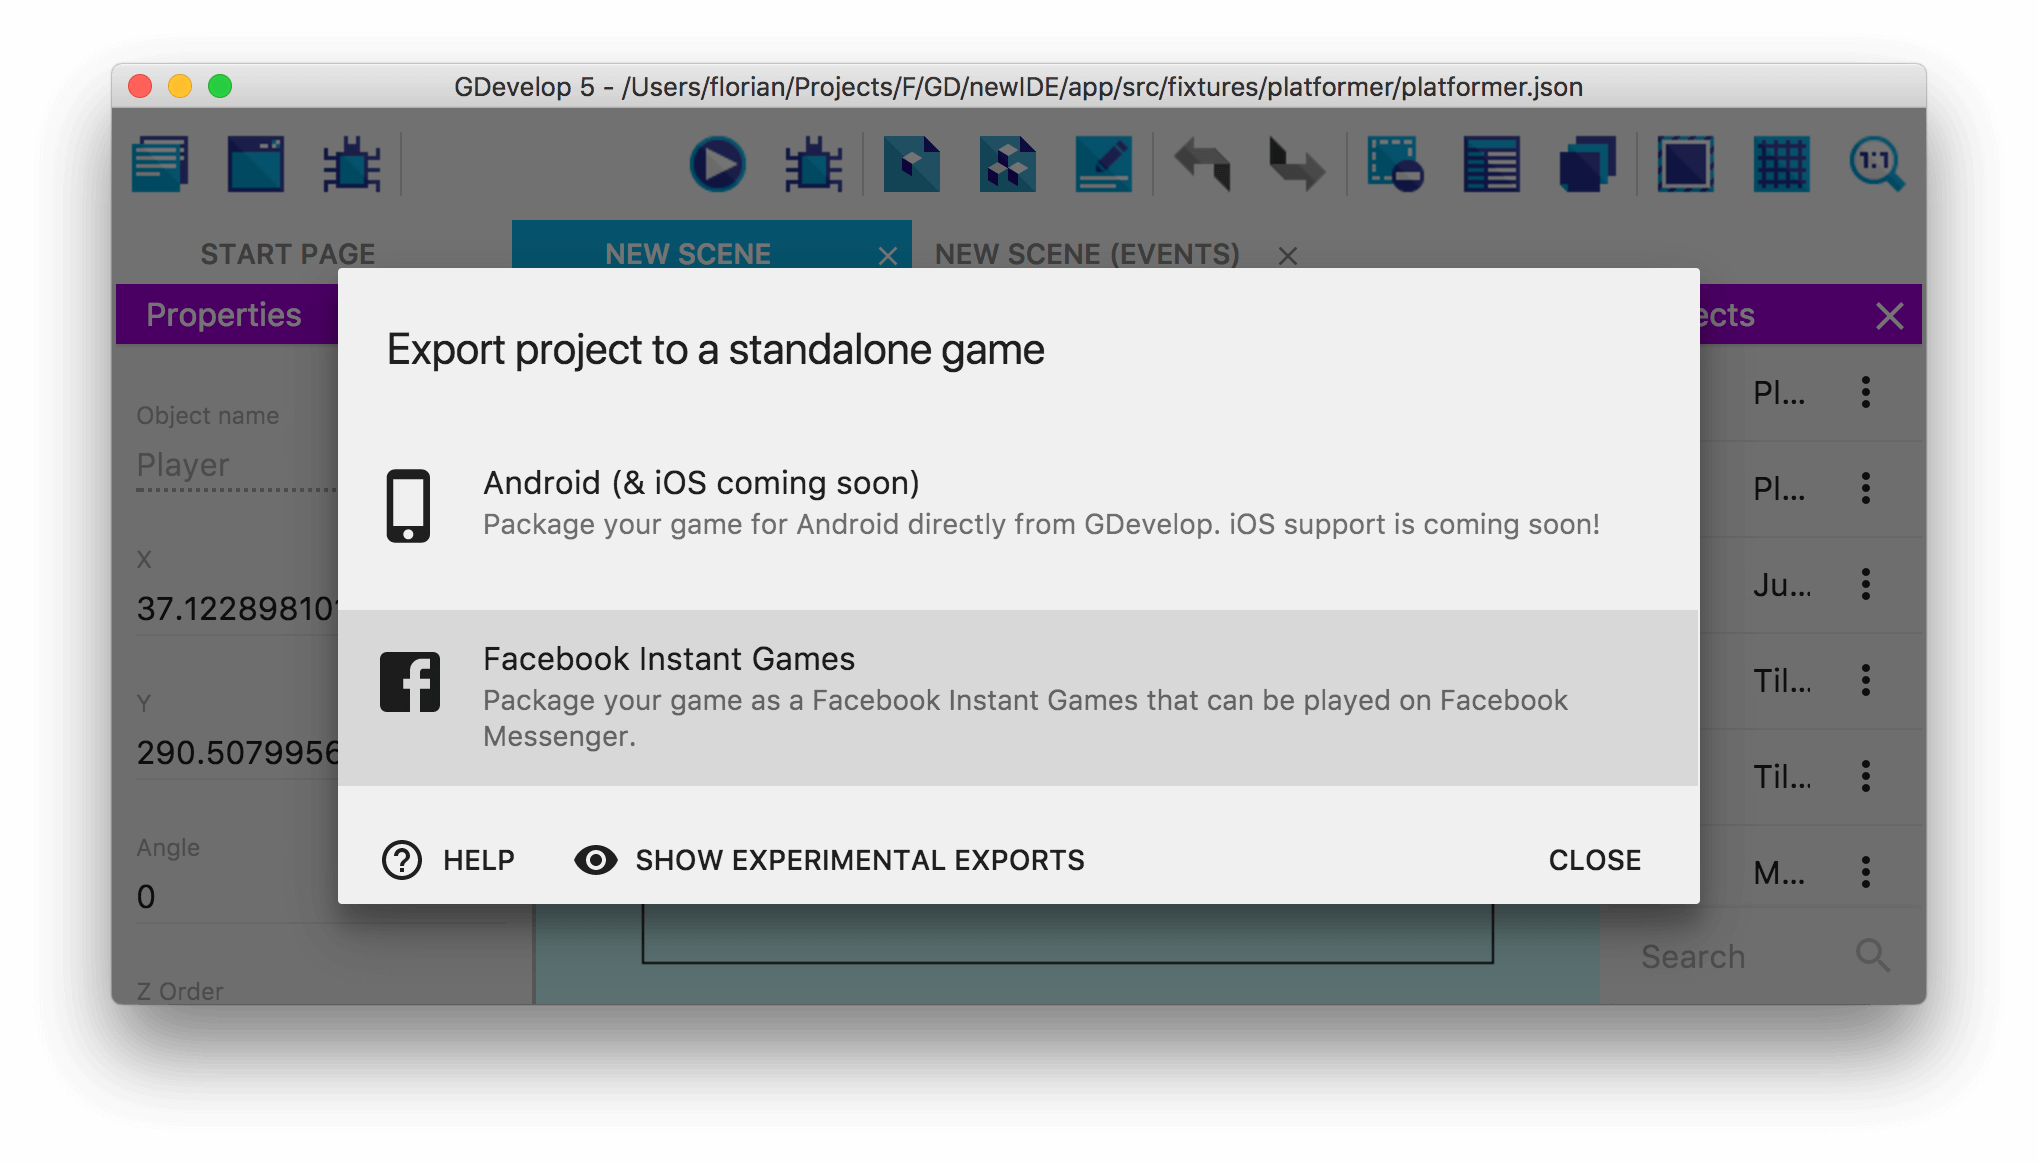 GDevelop 5 - /Users/florian/Projects/F/GD/newIDE/app/src/fixtures/platformer/platformer.json
1:1
START PAGE
NEW SCENE
NEW SCENE (EVENTS)
Properties
ects
Export project to a standalone game
Object name
Player
X
37.12289810
Y
290.5079956
Angle
0
Z Order
Android (& iOS coming soon)
Package your game for Android directly from GDevelop. iOS support is coming soon!
Facebook Instant Games
Package your game as a Facebook Instant Games that can be played on Facebook
Messenger.
HELP
SHOW EXPERIMENTAL EXPORTS
CLOSE
Pl...
Pl...
Ju...
Til...
Til...
M...
Search